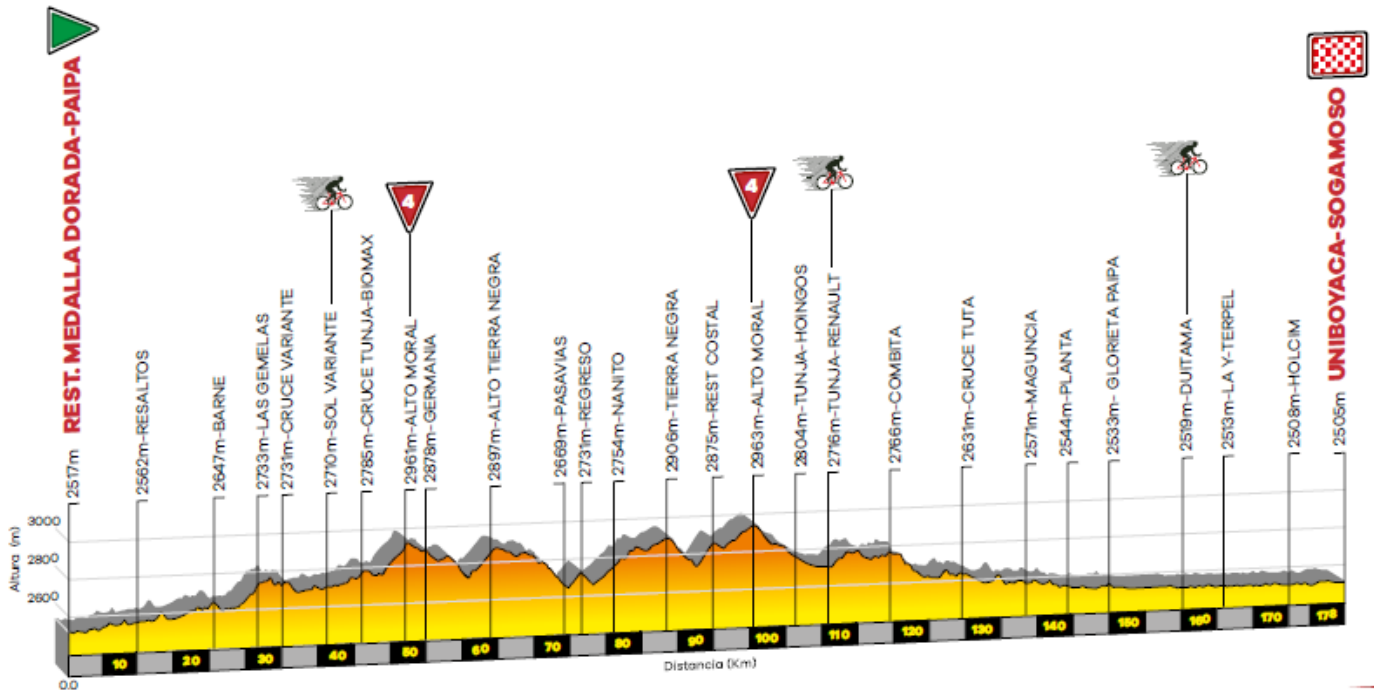 REST. MEDALLA DORADA-PAIPA
UNIBOYACA-SOGAMOSO
4
4
2517m
2562m-RESALTOS
2647m-BARNE
2733m-LAS GEMELAS
2731m-CRUCE VARIANTE
2710m-SOL VARIANTE
2785m-CRUCE TUNJA-BIOMAX
2961m-ALTO MORAL
2878m- GERMANIA
2897m-ALTO TIERRA NEGRA
2669m-PASAVIAS
2731m-REGRESO
2754m-NANITO
2906m-TIERRA NEGRA
2875m-REST COSTAL
2963m-ALTO MORAL
2804m-TUNJA-HOINGOS
2716m-TUNJA-RENAULT
2766m-COMBITA
2631m-CRUCE TUTA
2571m-MAGUNCIA
2544m-PLANTA
2533m- GLORIETA PAIPA
2519m-DUITAMA
2513m-LA Y-TERPEL
2508m-HOLCIM
2505m
Altura (m)
3000
2800
2600
0.0
10 20 30 40 50 60 70 80 90 100 110 120 130 140 150 160 170 178
Distancia (Km)